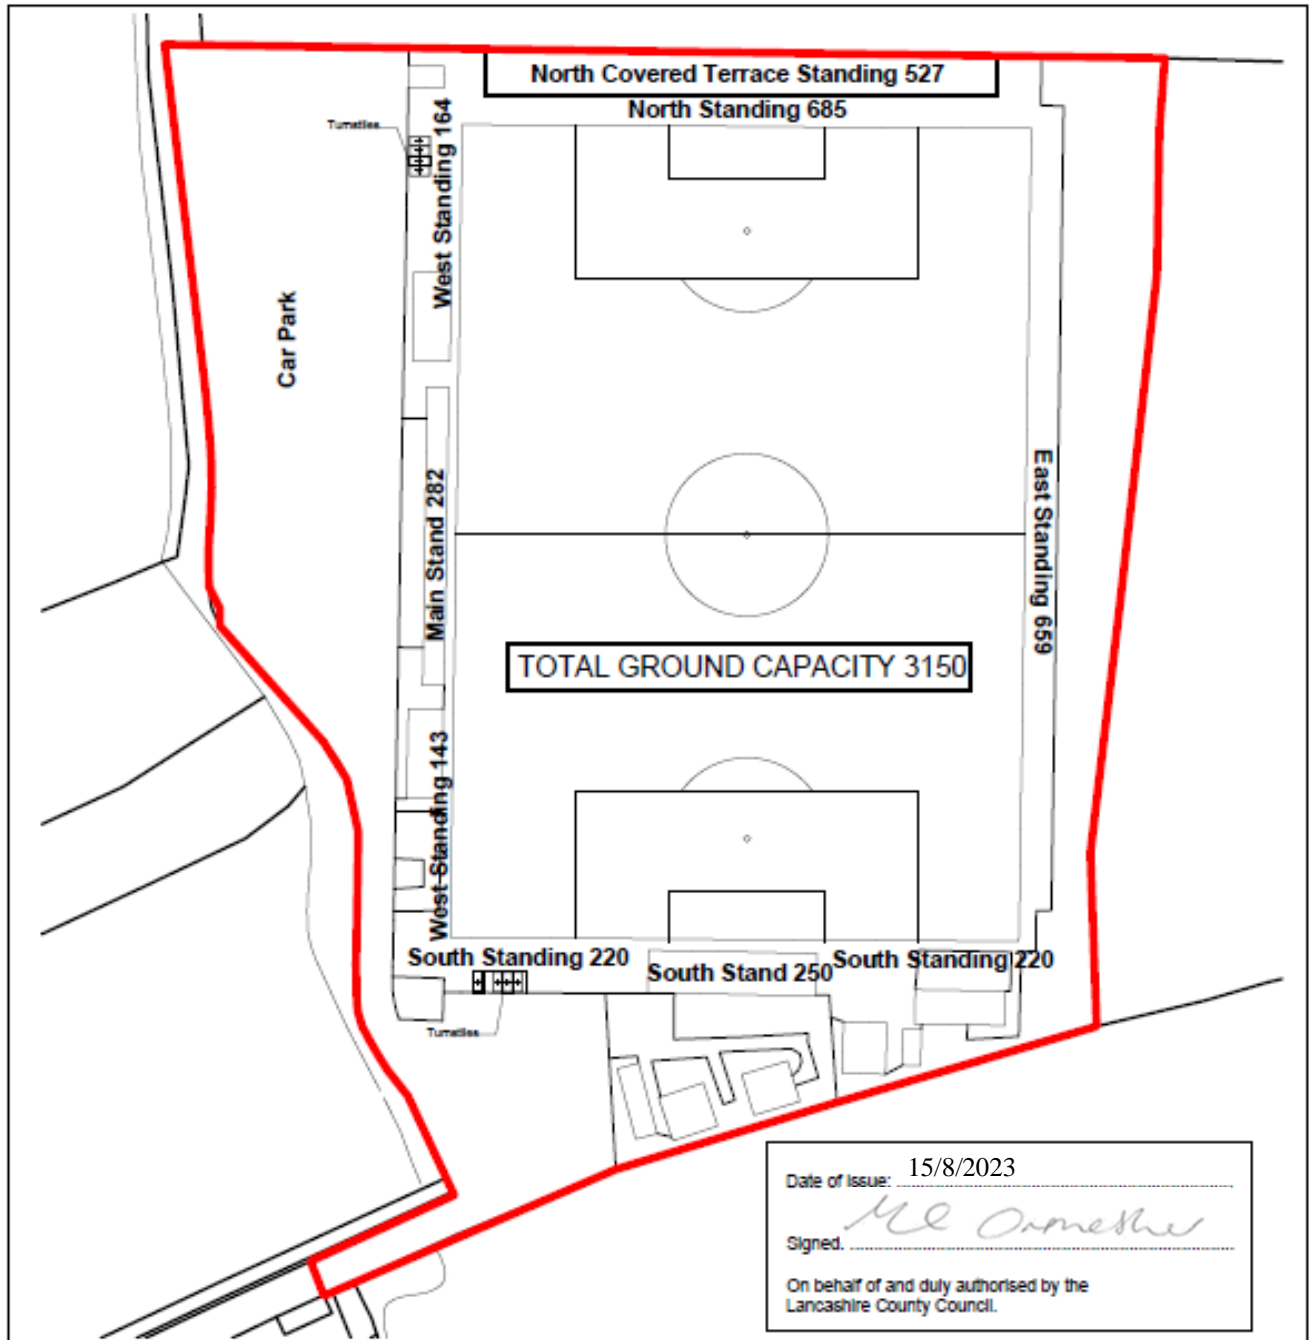 North Covered Terrace Standing 527
North Standing 685
Turnstiles
West Standing 164
Car Park
Main Stand 282
East Standing 659
TOTAL GROUND CAPACITY 3150
West Standing 143
South Standing 220
South Stand 250
South Standing 220
Turnstiles
Date of Issue: 15/8/2023
Signed.
On behalf of and duly authorised by the
Lancashire County Council.